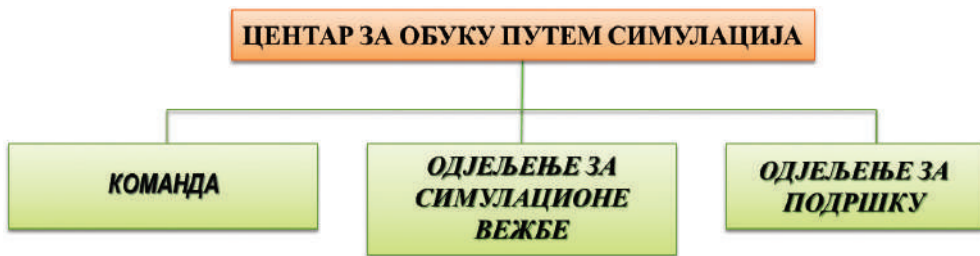 ЦЕНТАР ЗА ОБУКУ ПУТЕМ СИМУЛАЦИЈА
КОМАНДА
ОДЈЕЉЕЊЕ ЗА
СИМУЛАЦИОНЕ
ВЕЖБЕ
ОДЈЕЉЕЊЕ ЗА
ПОДРШКУ